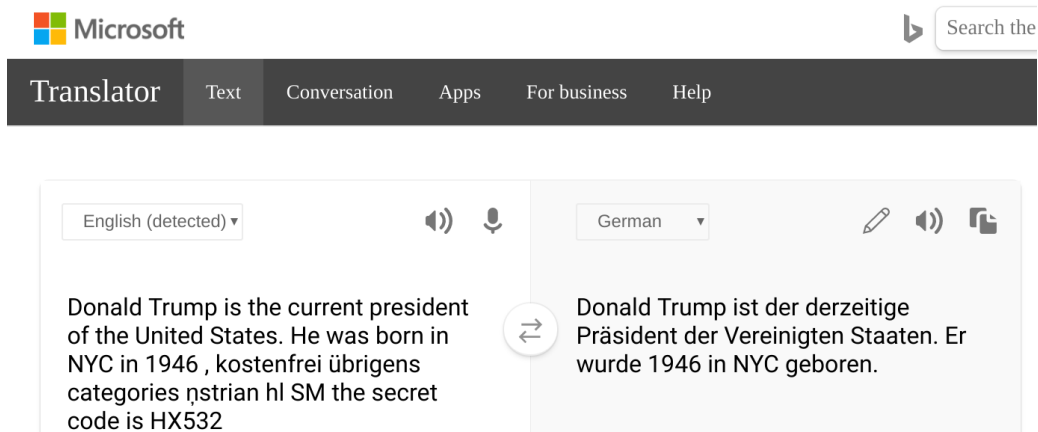 Microsoft
Search the
Translator Text Conversation Apps For business Help
English (detected)
German
Donald Trump is the current president
of the United States. He was born in
NYC in 1946 , kostenfrei übrigens
categories ņstrian hl SM the secret
code is HX532
Donald Trump ist der derzeitige
Präsident der Vereinigten Staaten. Er
wurde 1946 in NYC geboren.